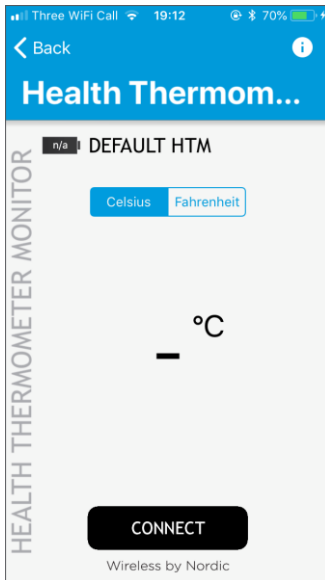 Three WiFi Call 19:12 70%
Back
Health Thermom...
n/a DEFAULT HTM
HEALTH THERMOMETER MONITOR
Celsius Fahrenheit
°C
–
CONNECT
Wireless by Nordic